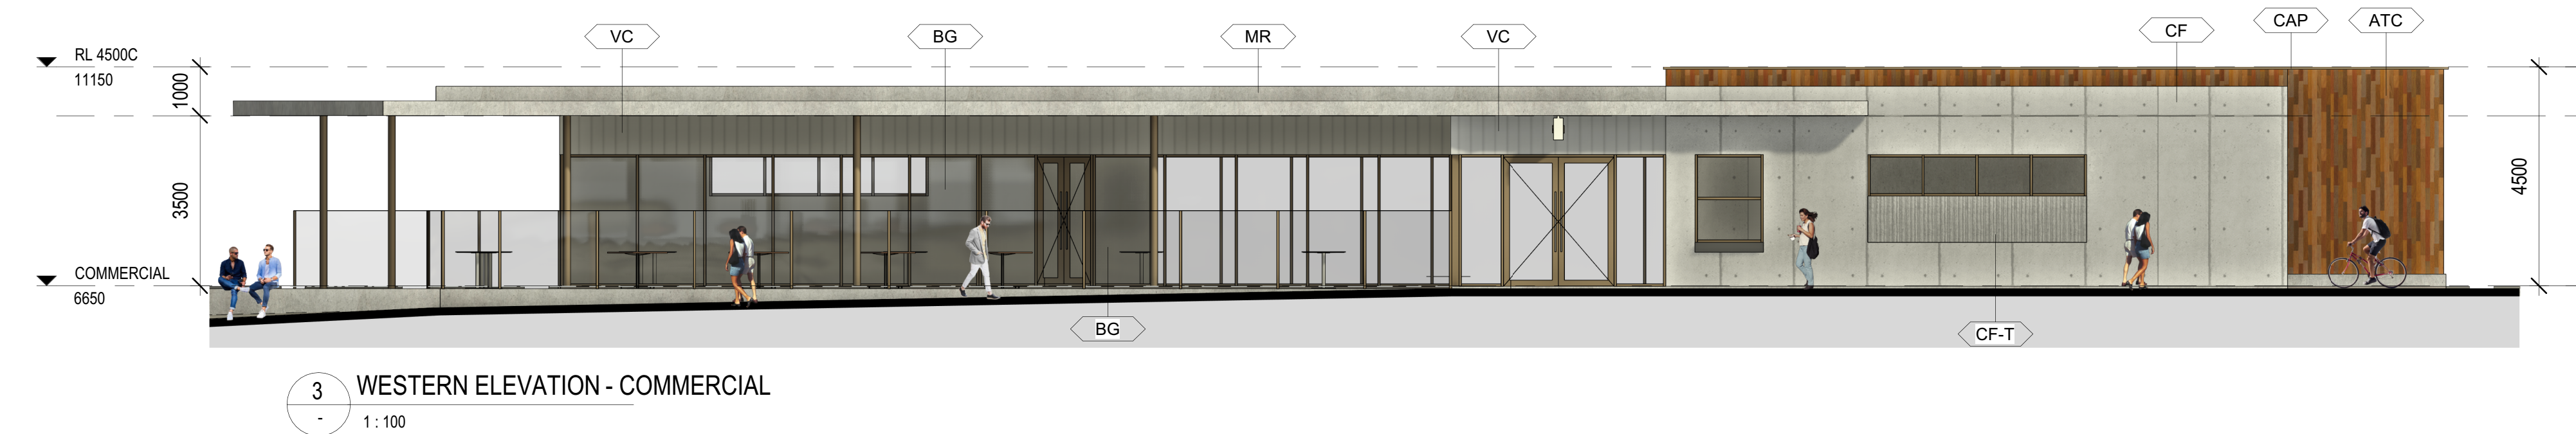 VC
BG
MR
VC
CF
CAP
ATC
RL 4500C
11150
1000
3500
4500
COMMERCIAL
6650
BG
CF-T
3
-
WESTERN ELEVATION - COMMERCIAL
1 : 100